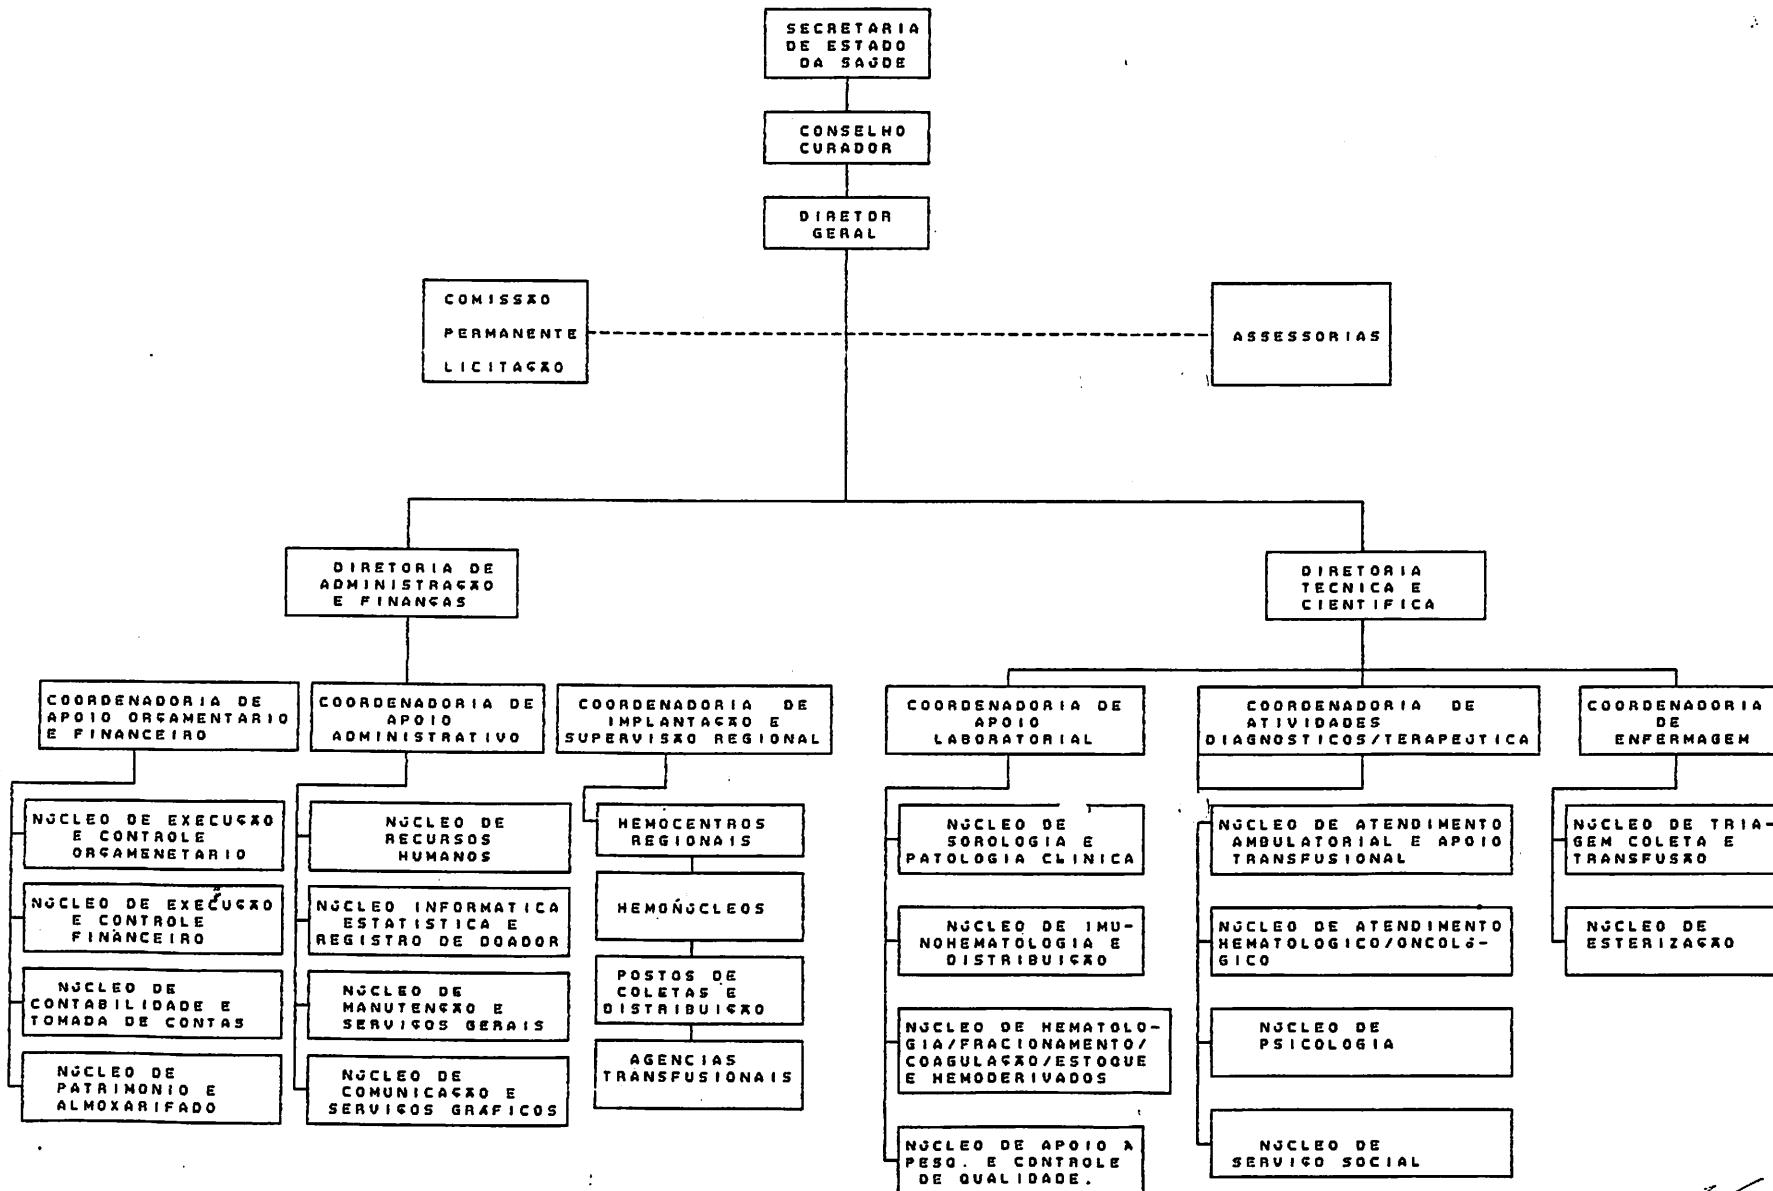 SECRETARIA
DE ESTADO
DA SAÚDE
CONSELHO
CURADOR
DIRETOR
GERAL
COMISSÃO
PERMANENTE
LICITAÇÃO
ASSESSORIAS
DIRETORIA DE
ADMINISTRAÇÃO
E FINANÇAS
DIRETORIA
TECNICA E
CIENTIFICA
COORDENADORIA DE
APOIO ORÇAMENTARIO
E FINANCEIRO
COORDENADORIA DE
APOIO
ADMINISTRATIVO
COORDENADORIA DE
IMPLANTAÇÃO E
SUPERVISÃO REGIONAL
COORDENADORIA DE
APOIO
LABORATORIAL
COORDENADORIA DE
ATIVIDADES
DIAGNOSTICOS/TERAPEÚTICA
COORDENADORIA
DE
ENFERMAGEM
NÚCLEO DE EXECUÇÃO
E CONTROLE
ORÇAMENETARIO
NÚCLEO DE EXECUÇÃO
E CONTROLE
FINANCEIRO
NÚCLEO DE
CONTABILIDADE E
TOMADA DE CONTAS
NÚCLEO DE
PATRIMONIO E
ALMOXARIFADO
NÚCLEO DE
RECURSOS
HUMANOS
NÚCLEO INFORMATICA
ESTATISTICA E
REGISTRO DE DOADOR
NÚCLEO DE
MANUTENÇÃO E
SERVIÇOS GERAIS
NÚCLEO DE
COMUNICAÇÃO E
SERVIÇOS GRÁFICOS
HEMOCENTROS
REGIONAIS
HEMONÚCLEOS
POSTOS DE
COLETAS E
DISTRIBUIÇÃO
AGENCIAS
TRANSFUSIONAIS
NÚCLEO DE
SOROLOGIA E
PATOLOGIA CLINICA
NÚCLEO DE IMU-
NOHEMATOLOGIA E
DISTRIBUIÇÃO
NÚCLEO DE HEMATOLO-
GIA/FRACIONAMENTO/
COAGULAÇÃO/ESTOQUE
E HEMODERIVADOS
NÚCLEO DE APOIO À
PESQ. E CONTROLE
DE QUALIDADE.
NÚCLEO DE ATENDIMENTO
AMBULATORIAL E APOIO
TRANSFUSIONAL
NÚCLEO DE ATENDIMENTO
HEMATOLOGICO/ONCOLÓ-
GICO
NÚCLEO DE
PSICOLOGIA
NÚCLEO DE
SERVIÇO SOCIAL
NÚCLEO DE TRIA-
GEM COLETA E
TRANSFUSÃO
NÚCLEO DE
ESTERIZAÇÃO